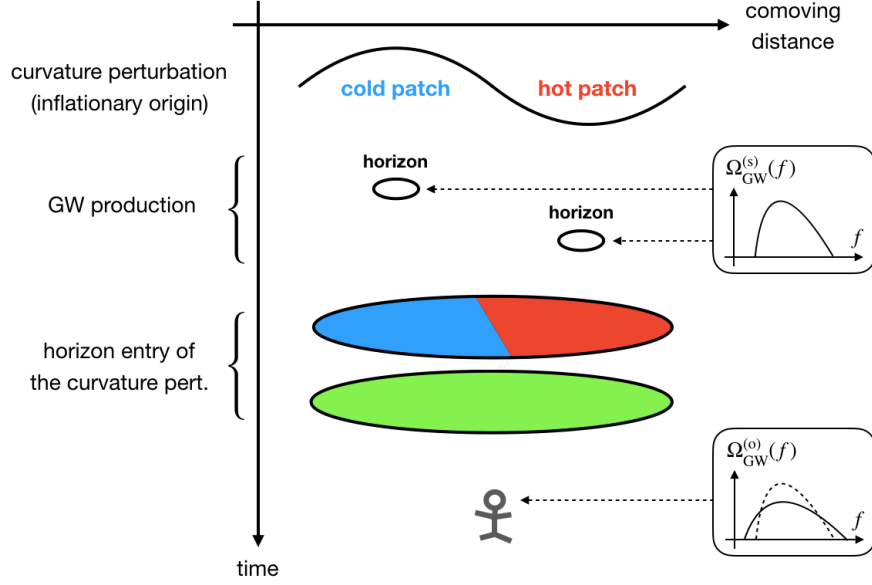 comoving
distance
curvature perturbation
(inflationary origin)
cold patch
hot patch
horizon
GW production
horizon
Ω_GW^(s)(f)
f
horizon entry of
the curvature pert.
Ω_GW^(o)(f)
f
time